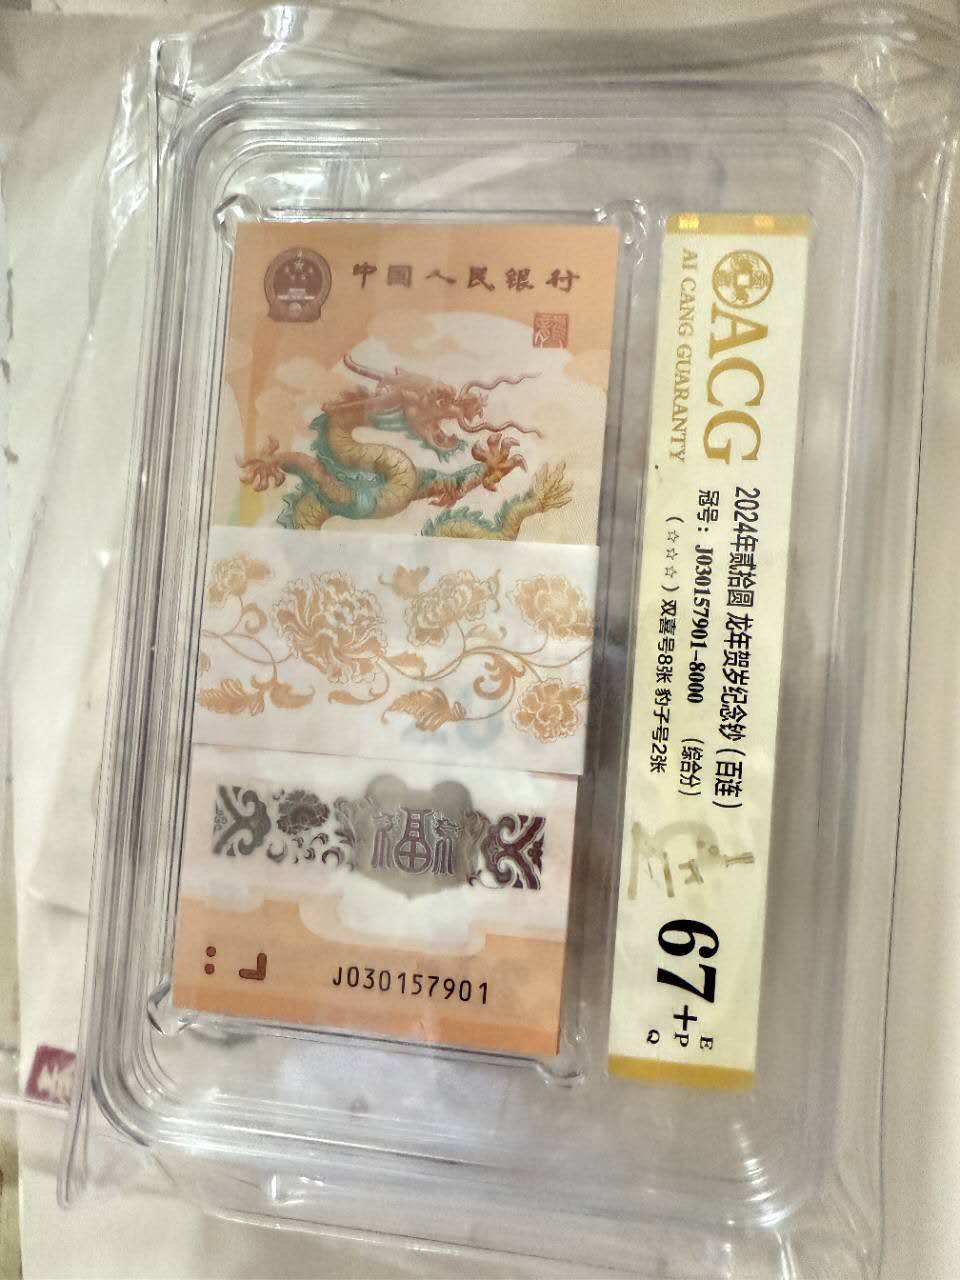 中国人民银行
龍
福
J030157901
ACG
AI CANG GUARANTY
2024年贰拾圆 龙年贺岁纪念钞(百连)
冠号: J030157901-8000 (综合分)
(☆☆☆) 双喜号8张 豹子号2张
67+
E
P
Q